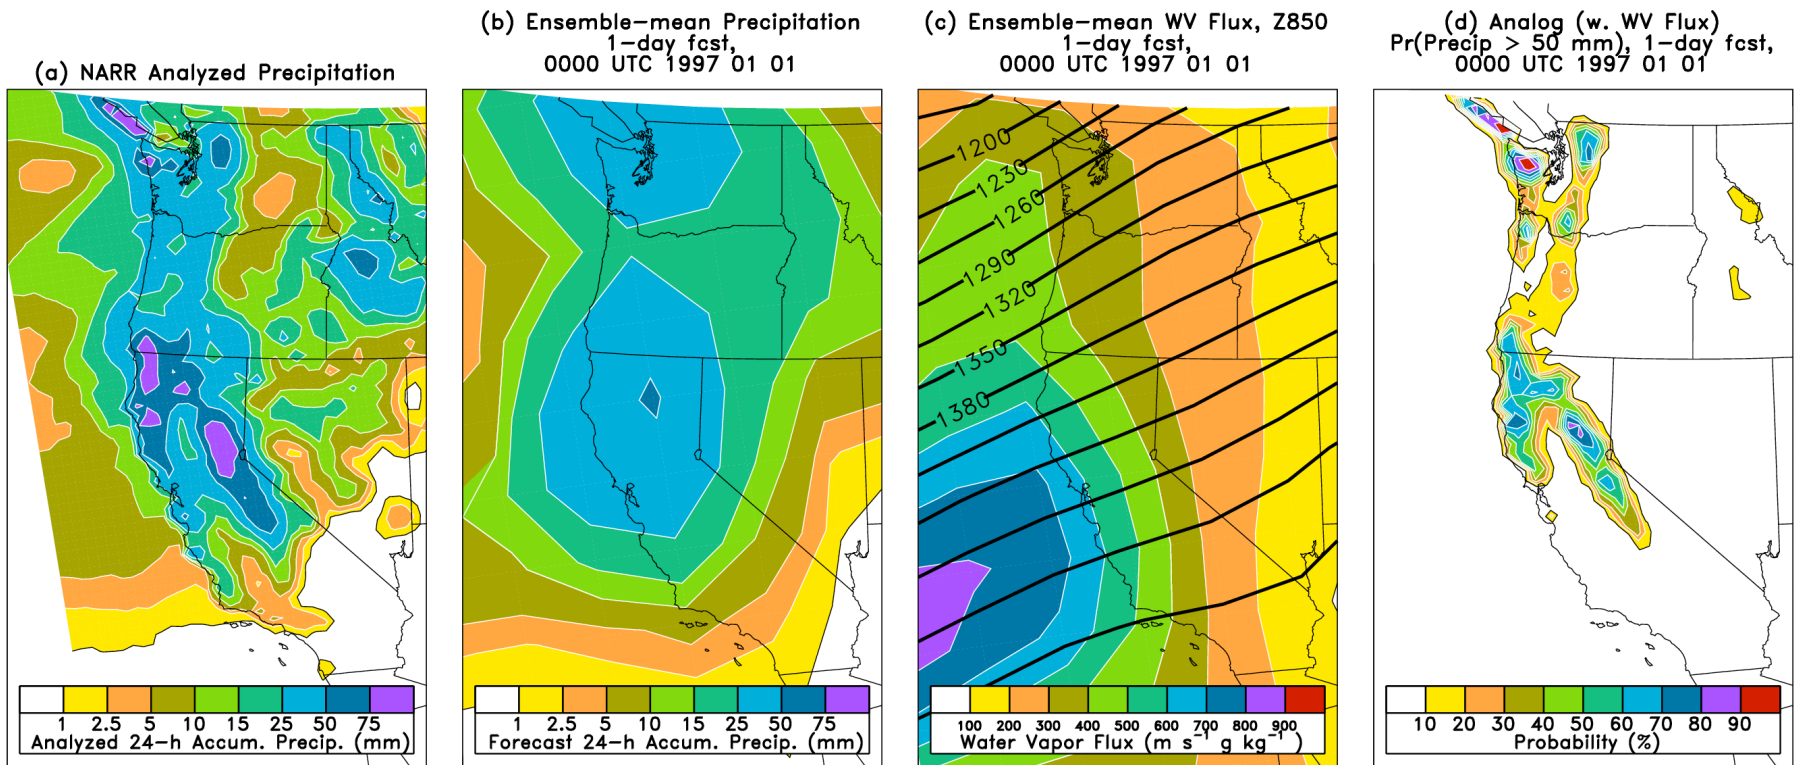 (a) NARR Analyzed Precipitation
1 2.5 5 10 15 25 50 75
Analyzed 24-h Accum. Precip. (mm)
(b) Ensemble-mean Precipitation
1-day fcst,
0000 UTC 1997 01 01
1 2.5 5 10 15 25 50 75
Forecast 24-h Accum. Precip. (mm)
(c) Ensemble-mean WV Flux, Z850
1-day fcst,
0000 UTC 1997 01 01
1200
1230
1260
1290
1320
1350
1380
100 200 300 400 500 600 700 800 900
Water Vapor Flux (m s⁻¹ g kg⁻¹ )
(d) Analog (w. WV Flux)
Pr(Precip > 50 mm), 1-day fcst,
0000 UTC 1997 01 01
10 20 30 40 50 60 70 80 90
Probability (%)